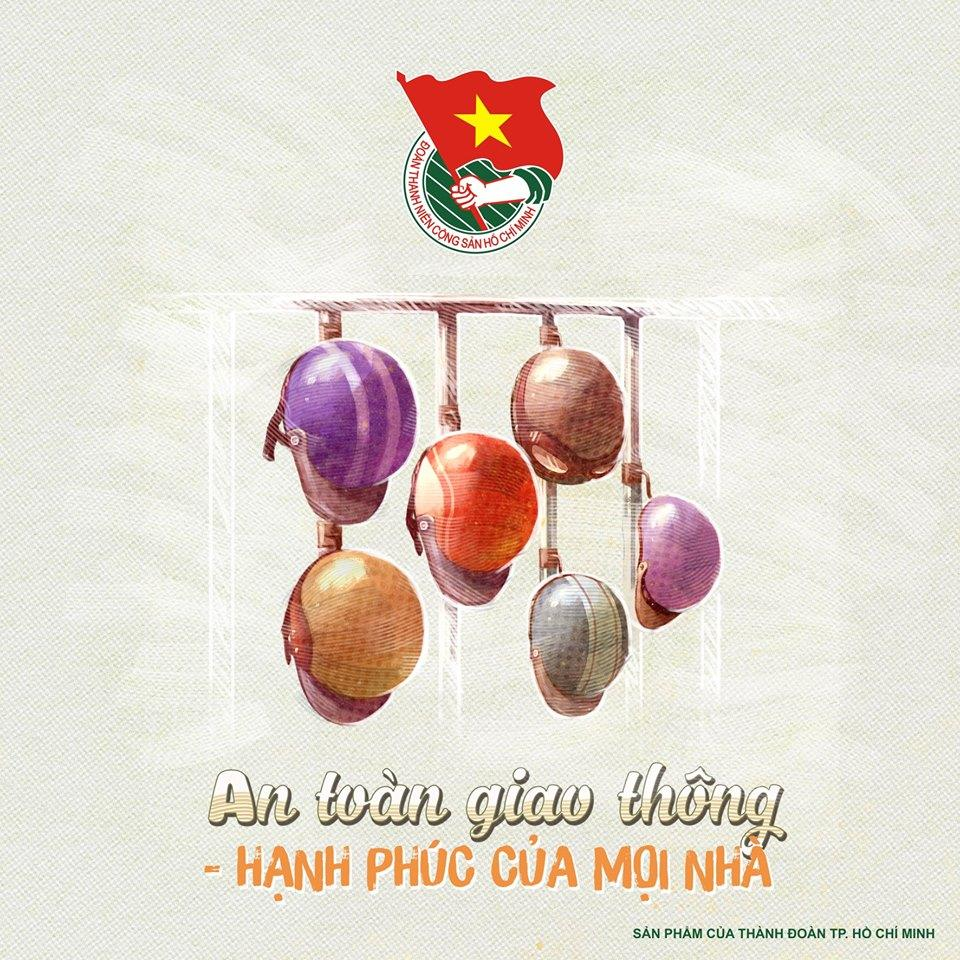 ĐOÀN THANH NIÊN CỘNG SẢN HỒ CHÍ MINH
An toàn giao thông
- HẠNH PHÚC CỦA MỌI NHÀ
SẢN PHẨM CỦA THÀNH ĐOÀN TP. HỒ CHÍ MINH